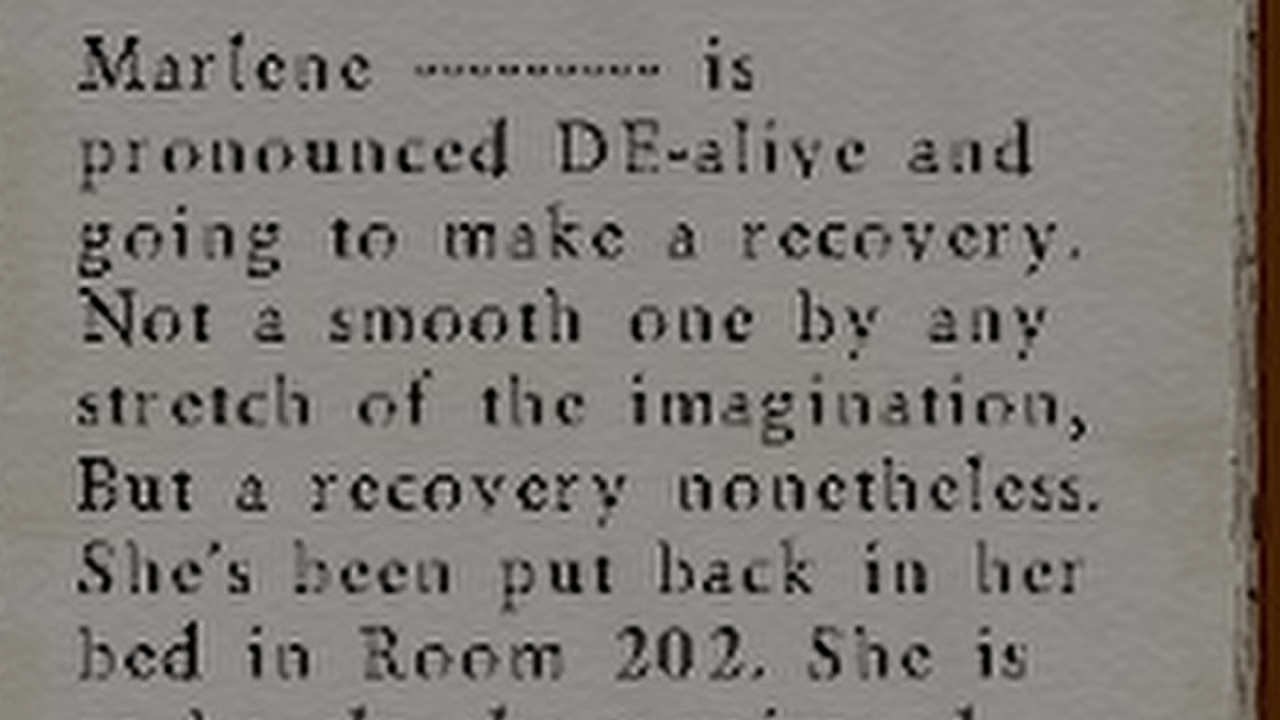 Marlene ---------- is
pronounced DE-alive and
going to make a recovery.
Not a smooth one by any
stretch of the imagination,
But a recovery nonetheless.
She's been put back in her
bed in Room 202. She is